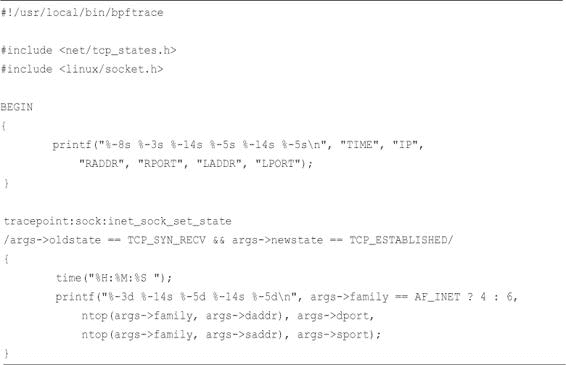 #!/usr/local/bin/bpftrace
#include <net/tcp_states.h>
#include <linux/socket.h>
BEGIN
{
printf("%-8s %-3s %-14s %-5s %-14s %-5s\n", "TIME", "IP",
"RADDR", "RPORT", "LADDR", "LPORT");
}
tracepoint:sock:inet_sock_set_state
/args->oldstate == TCP_SYN_RECV && args->newstate == TCP_ESTABLISHED/
{
time("%H:%M:%S ");
printf("%-3d %-14s %-5d %-14s %-5d\n", args->family == AF_INET ? 4 : 6,
ntop(args->family, args->daddr), args->dport,
ntop(args->family, args->saddr), args->sport);
}